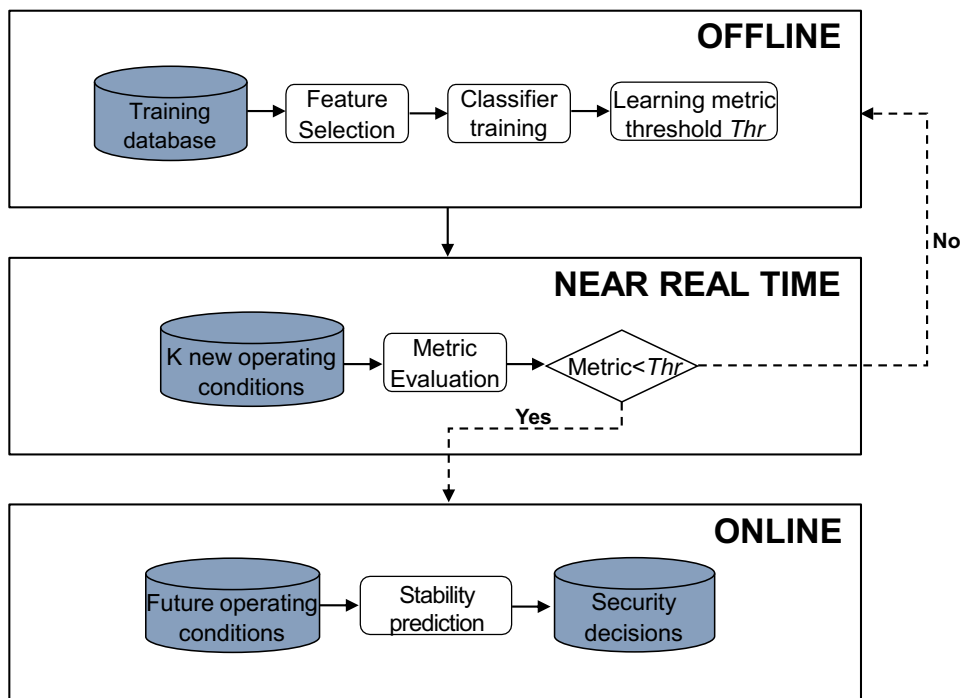 OFFLINE
Training
database
Feature
Selection
Classifier
training
Learning metric
threshold Thr
No
NEAR REAL TIME
K new operating
conditions
Metric
Evaluation
Metric<Thr
Yes
ONLINE
Future operating
conditions
Stability
prediction
Security
decisions